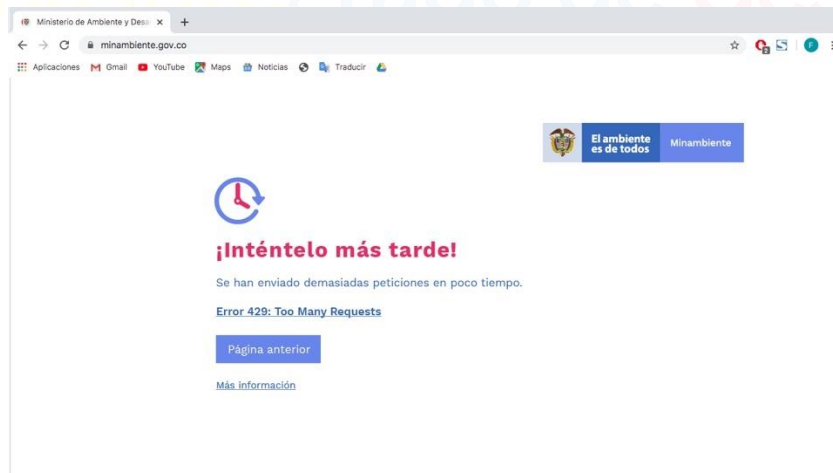 Ministerio de Ambiente y Desa
minambiente.gov.co
Aplicaciones Gmail YouTube Maps Noticias Traducir
El ambiente
es de todos
Minambiente
¡Inténtelo más tarde!
Se han enviado demasiadas peticiones en poco tiempo.
Error 429: Too Many Requests
Página anterior
Más información